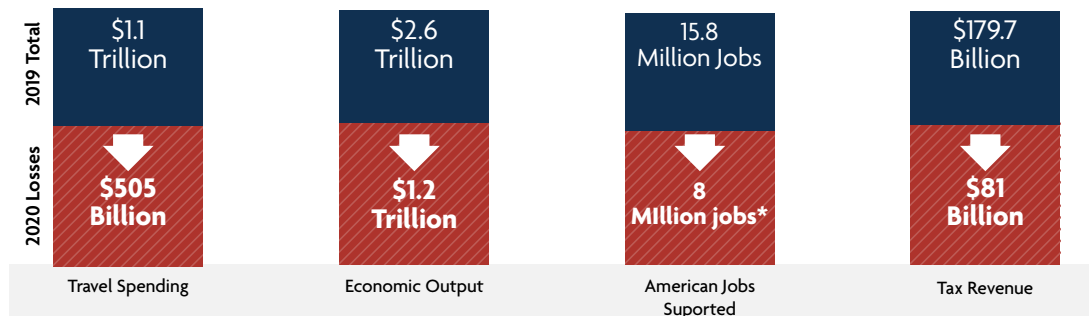 2019 Total
$1.1
Trillion
$2.6
Trillion
15.8
Million Jobs
$179.7
Billion
2020 Losses
$505
Billion
$1.2
Trillion
8
MIllion jobs*
$81
Billion
Travel Spending
Economic Output
American Jobs
Suported
Tax Revenue